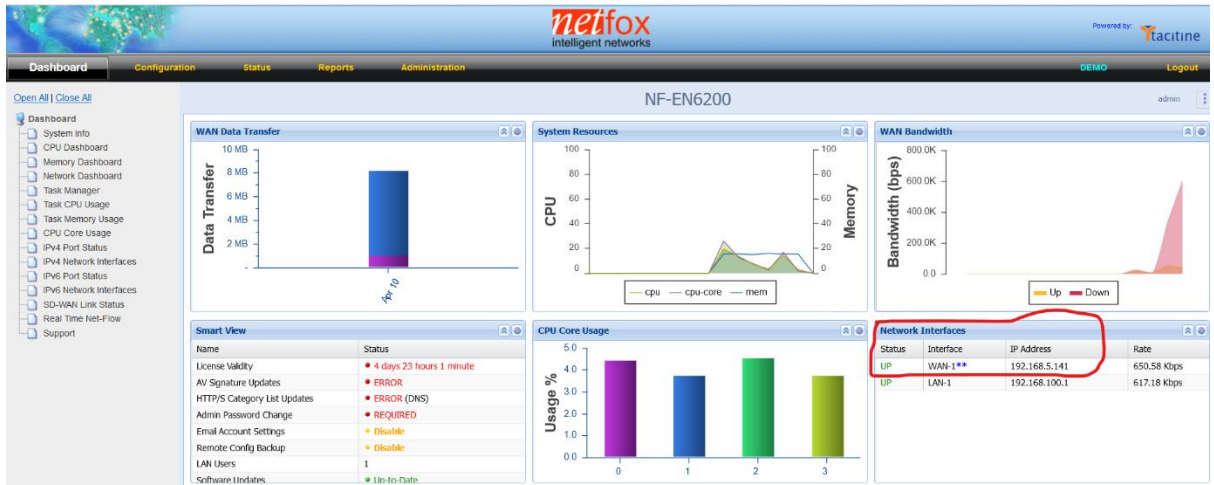 netfox
intelligent networks
Powered by:
tacitine
Dashboard Configuration Status Reports Administration DEMO Logout
Open All | Close All
NF-EN6200
admin
Dashboard
System Info
CPU Dashboard
Memory Dashboard
Network Dashboard
Task Manager
Task CPU Usage
Task Memory Usage
CPU Core Usage
IPv4 Port Status
IPv4 Network Interfaces
IPv6 Port Status
IPv6 Network Interfaces
SD-WAN Link Status
Real Time Net-Flow
Support
WAN Data Transfer
10 MB
8 MB
6 MB
4 MB
2 MB
-
Data Transfer
Apr 10
System Resources
100
80
60
40
20
0
CPU
100
80
60
40
20
0
Memory
cpu cpu-core mem
WAN Bandwidth
800.0K
600.0K
400.0K
200.0K
0.0
Bandwidth (bps)
Up Down
Smart View
Name Status
License Validity 4 days 23 hours 1 minute
AV Signature Updates ERROR
HTTP/S Category List Updates ERROR (DNS)
Admin Password Change REQUIRED
Email Account Settings Disable
Remote Config Backup Disable
LAN Users 1
Software Updates Up-to-Date
CPU Core Usage
5.0
4.0
3.0
2.0
1.0
0.0
Usage %
0 1 2 3
Network Interfaces
Status Interface IP Address Rate
UP WAN-1** 192.168.5.141 650.58 Kbps
UP LAN-1 192.168.100.1 617.18 Kbps